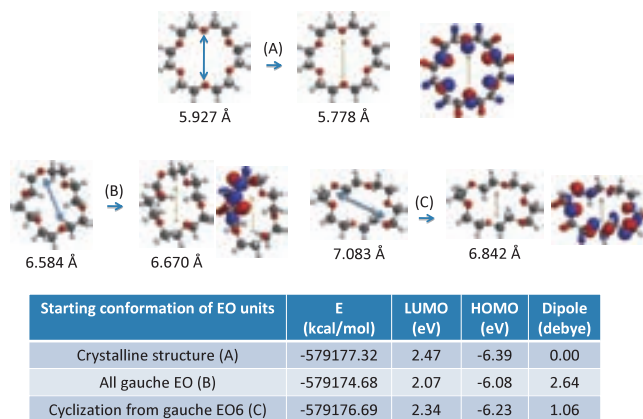 (A)
5.927 Å
5.778 Å
(B)
(C)
6.584 Å
6.670 Å
7.083 Å
6.842 Å
Starting conformation of EO units E LUMO HOMO Dipole
(kcal/mol) (eV) (eV) (debye)
Crystalline structure (A) -579177.32 2.47 -6.39 0.00
All gauche EO (B) -579174.68 2.07 -6.08 2.64
Cyclization from gauche EO6 (C) -579176.69 2.34 -6.23 1.06